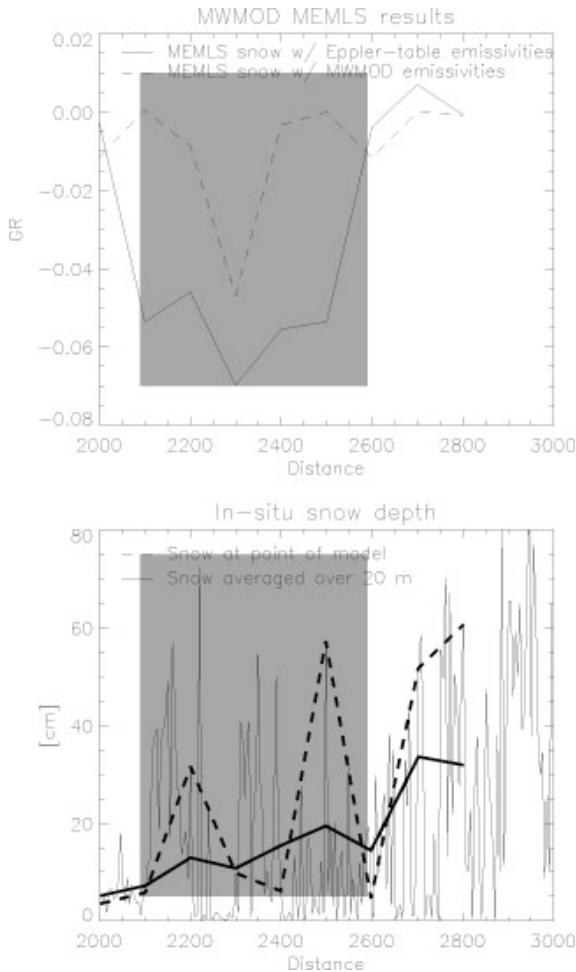 MWMOD MEMLS results
0.02
MEMLS snow w/ Eppler-table emissivities
MEMLS snow w/ MWMOD emissivities
0.00
-0.02
GR
-0.04
-0.06
-0.08
2000 2200 2400 2600 2800 3000
Distance
In-situ snow depth
80
Snow at point of model
Snow averaged over 20 m
60
[cm]
40
20
0
2000 2200 2400 2600 2800 3000
Distance